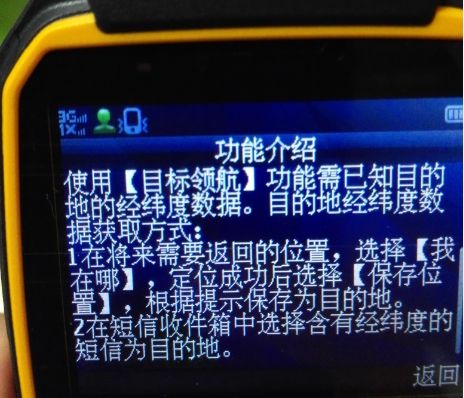 3G
1X
功能介绍
使用【目标领航】功能需已知目的
地的经纬度数据。目的地经纬度数
据获取方式：
1在将来需要返回的位置，选择【我
在哪】，定位成功后选择【保存位
置】，根据提示保存为目的地。
2在短信收件箱中选择含有经纬度的
短信为目的地。
返回